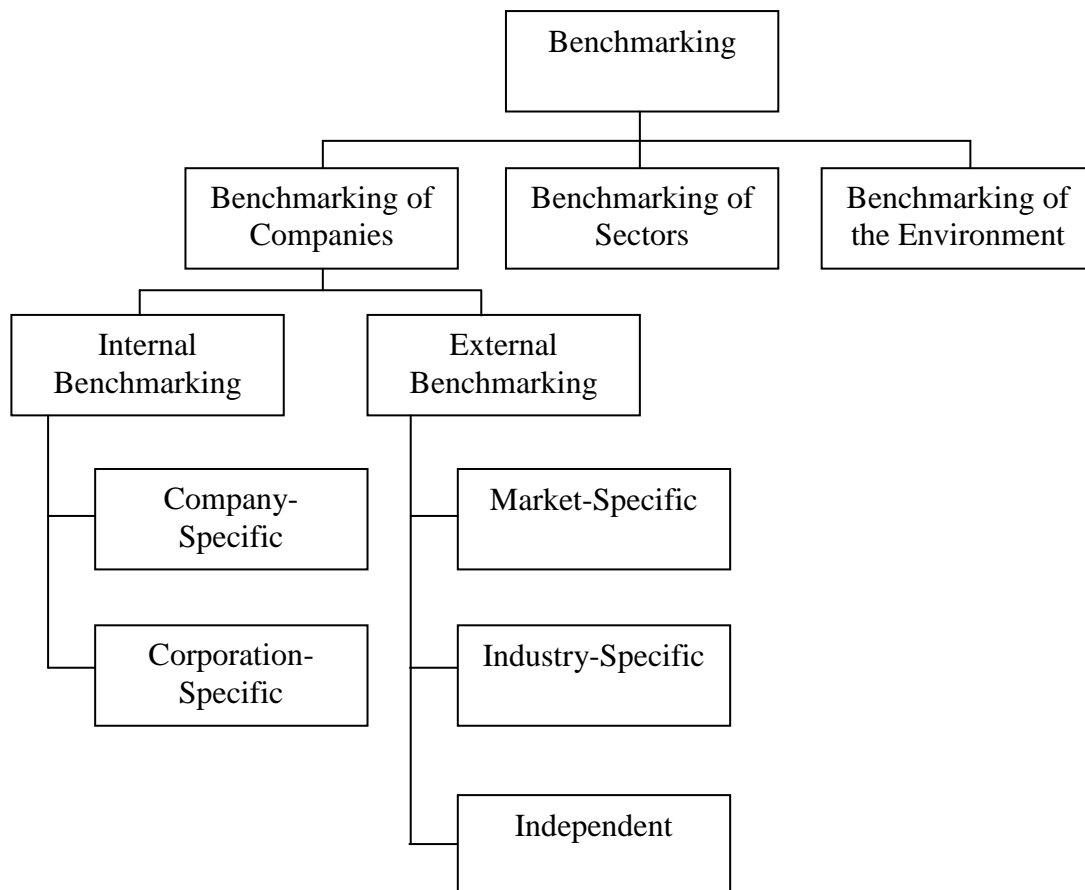 Benchmarking
Benchmarking of
Companies
Benchmarking of
Sectors
Benchmarking of
the Environment
Internal
Benchmarking
External
Benchmarking
Company-
Specific
Market-Specific
Corporation-
Specific
Industry-Specific
Independent